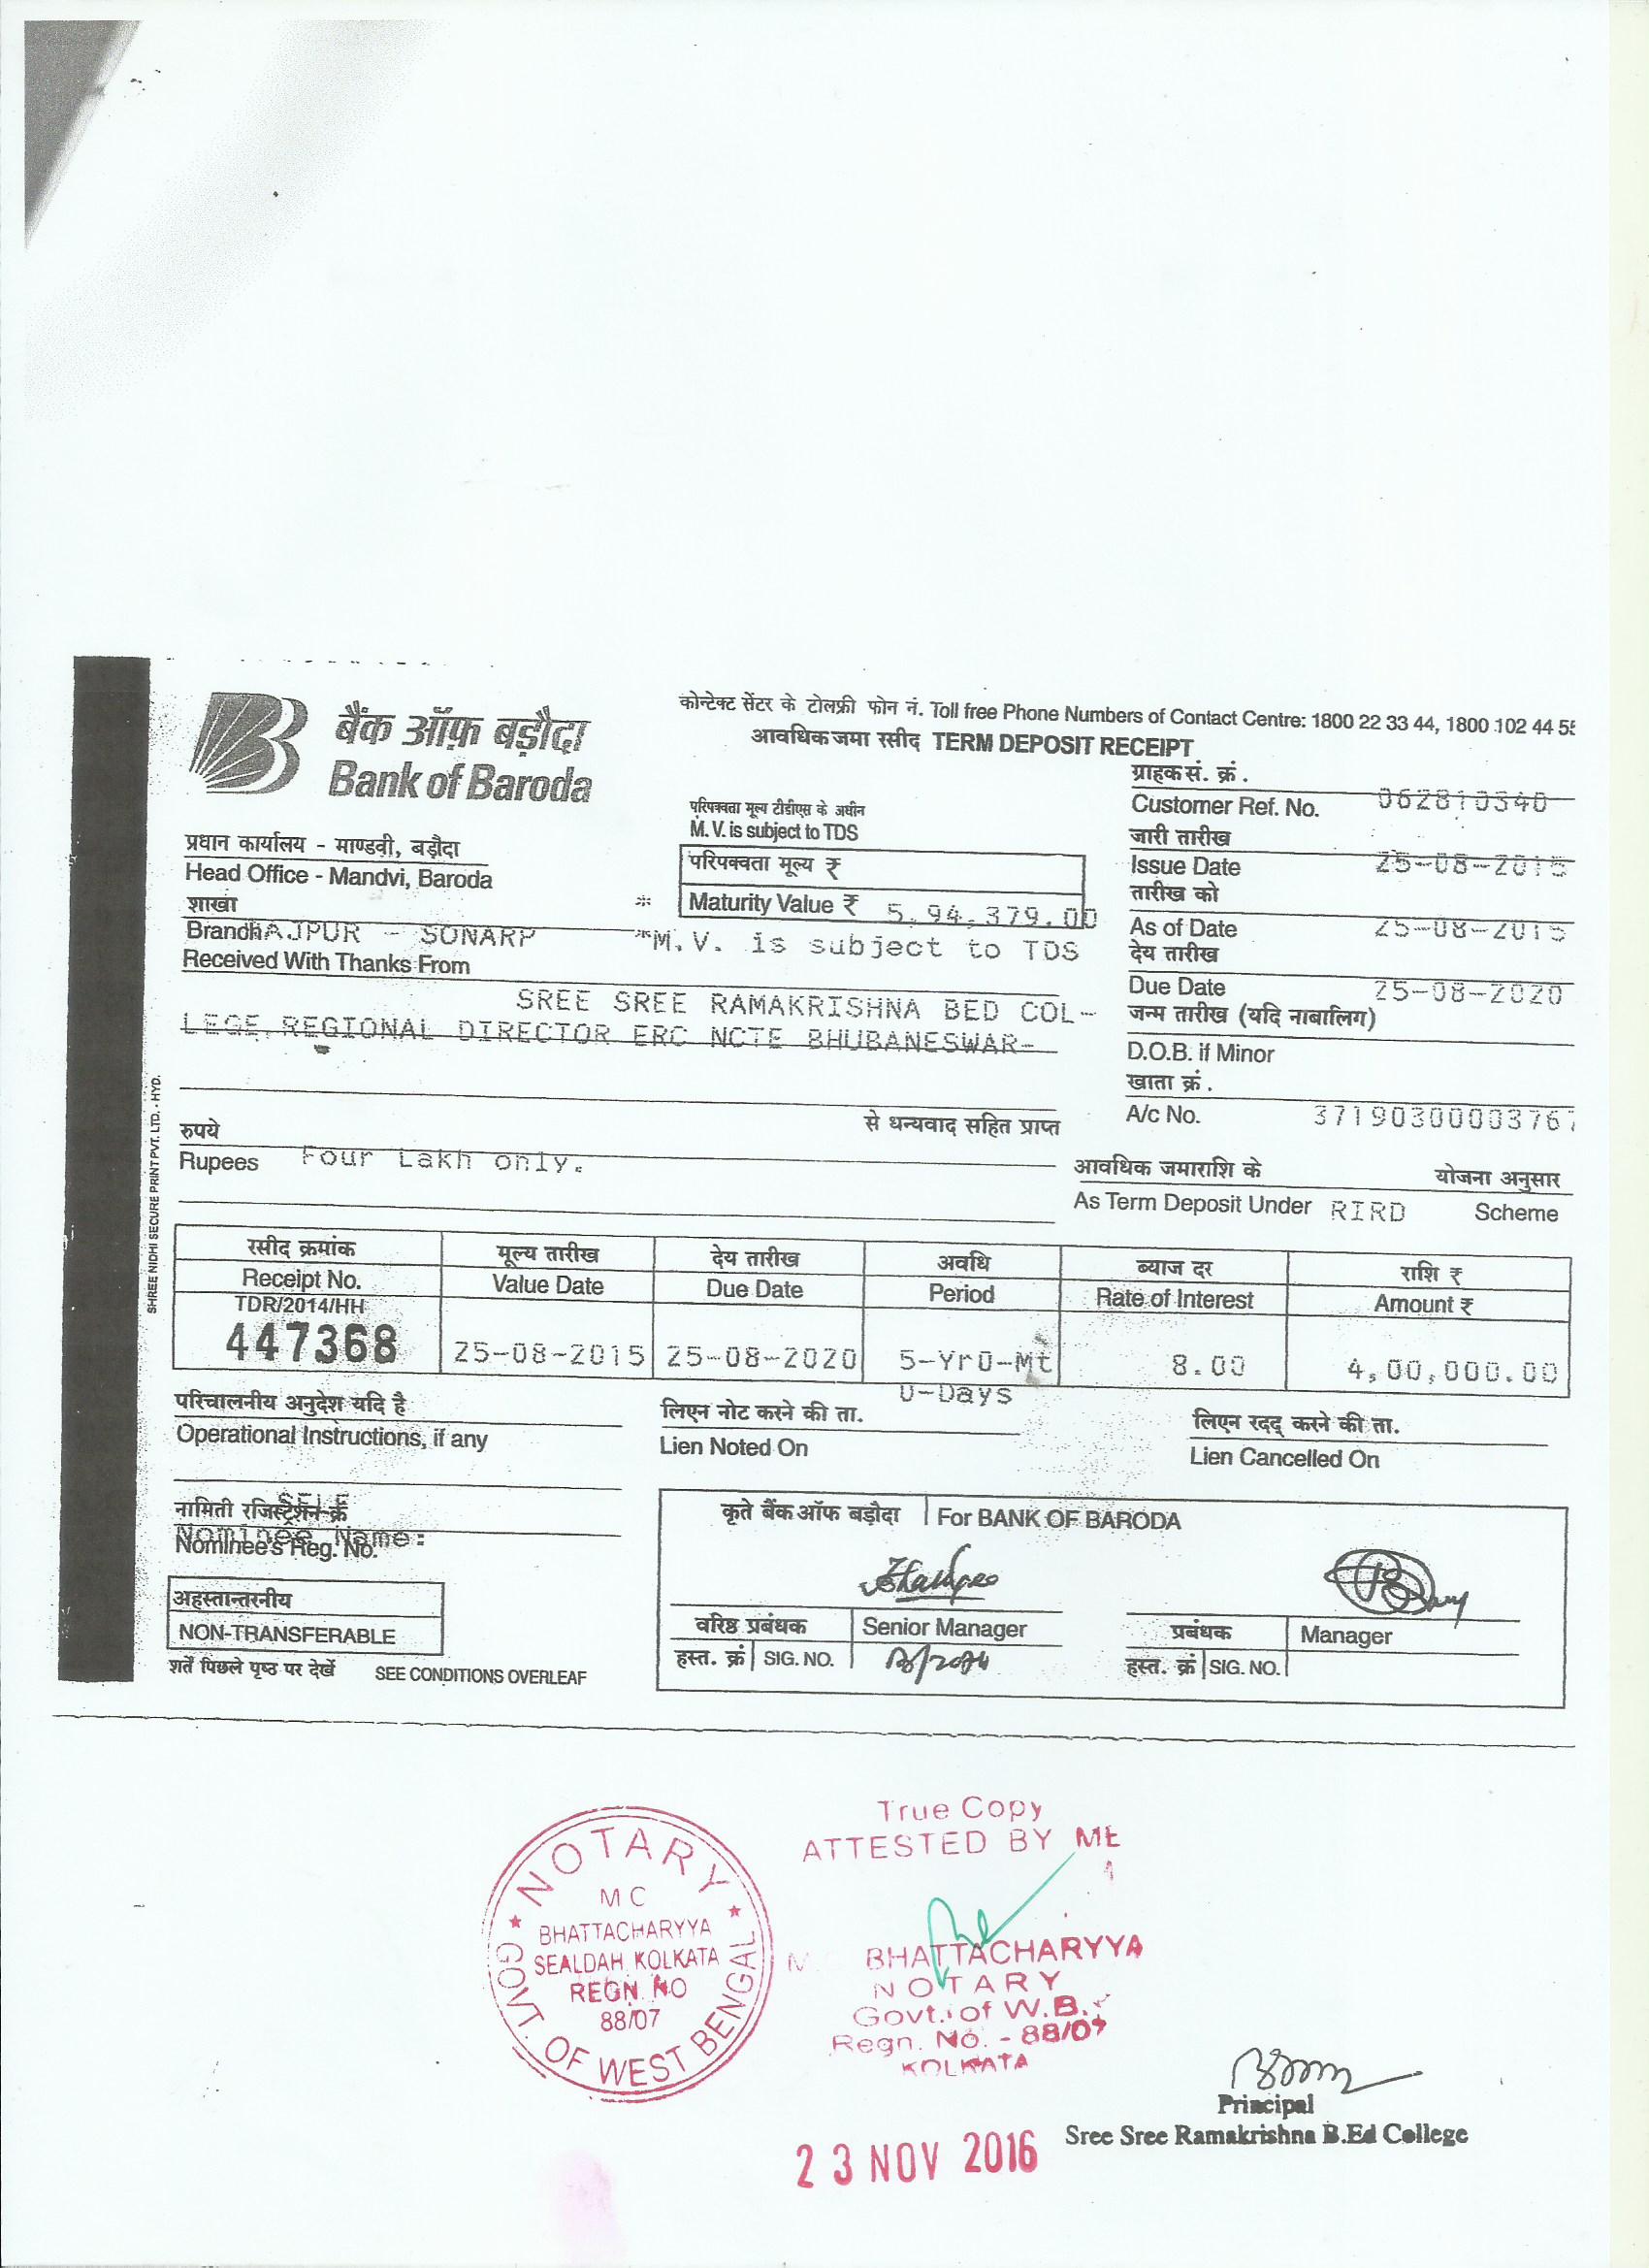 बैंक ऑफ़ बड़ौदा
Bank of Baroda
कोन्टेक्ट सेंटर के टोलफ्री फोन नं. Toll free Phone Numbers of Contact Centre: 1800 22 33 44, 1800 102 44 55
आवधिक जमा रसीद TERM DEPOSIT RECEIPT
ग्राहक सं. क्रं.
Customer Ref. No. 062810340
परिपक्वता मूल्य टीडीएस के अधीन
M. V. is subject to TDS
जारी तारीख
Issue Date 25-08-2015
प्रधान कार्यालय - माण्डवी, बड़ौदा
Head Office - Mandvi, Baroda
परिपक्वता मूल्य ₹
* Maturity Value ₹ 5,94,379.00
तारीख को
As of Date 25-08-2015
शाखा
Branch RAJPUR - SONARP
*M.V. is subject to TDS
देय तारीख
Due Date 25-08-2020
Received With Thanks From
SREE SREE RAMAKRISHNA BED COL-
LEGE, REGIONAL DIRECTOR ERC NCTE BHUBANESWAR-
जन्म तारीख (यदि नाबालिग)
D.O.B. if Minor
खाता क्रं.
A/c No. 37190300003767
से धन्यवाद सहित प्राप्त
रुपये
Rupees Four Lakh only.
आवधिक जमाराशि के योजना अनुसार
As Term Deposit Under RIRD Scheme
रसीद क्रमांक मूल्य तारीख देय तारीख अवधि ब्याज दर राशि ₹
Receipt No. Value Date Due Date Period Rate of Interest Amount ₹
TDR/2014/HH
447368 25-08-2015 25-08-2020 5-Yr0-Mt 8.00 4,00,000.00
0-Days
परिचालनीय अनुदेश यदि है
Operational Instructions, if any
लिएन नोट करने की ता.
Lien Noted On
लिएन रदद् करने की ता.
Lien Cancelled On
SELF
नामिती रजिस्ट्रेशन क्रं
Nominee Name:
Nominee's Reg. No.
कृते बैंक ऑफ बड़ौदा For BANK OF BARODA
अहस्तान्तरनीय
NON-TRANSFERABLE
वरिष्ठ प्रबंधक Senior Manager
हस्त. क्रं SIG. NO.
प्रबंधक Manager
हस्त. क्रं SIG. NO.
शर्तें पिछले पृष्ठ पर देखें SEE CONDITIONS OVERLEAF
SHREE NIDHI SECURE PRINT PVT. LTD. - HYD.
NOTARY
M C
BHATTACHARYYA
SEALDAH KOLKATA
REGN. NO
88/07
GOVT. OF WEST BENGAL
True Copy
ATTESTED BY ME
M. C. BHATTACHARYYA
NOTARY
Govt. of W.B.
Regn. No. - 88/07
KOLKATA
Principal
Sree Sree Ramakrishna B.Ed College
23 NOV 2016